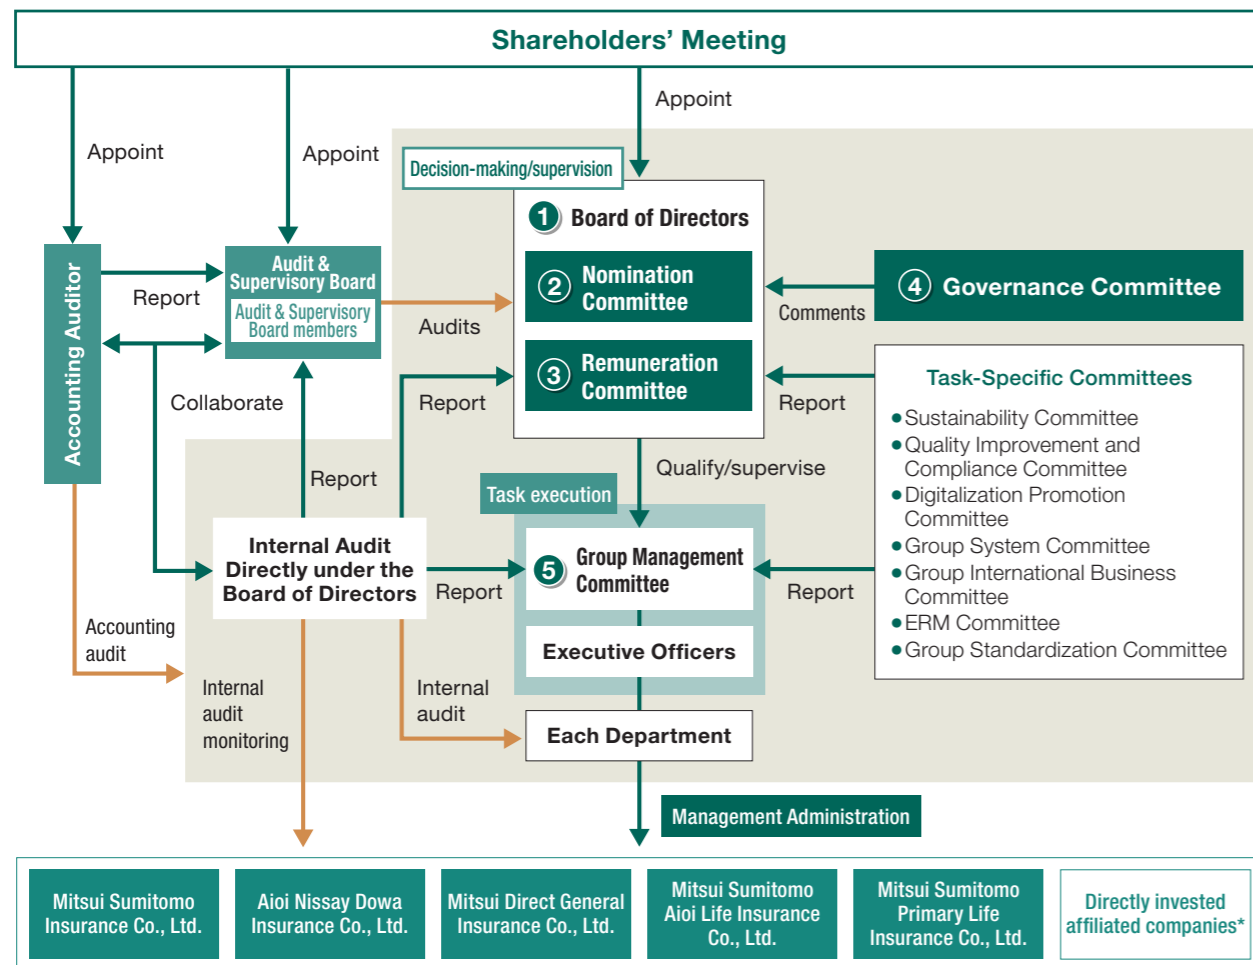 Shareholders' Meeting
Appoint
Appoint
Appoint
Decision-making/supervision
1 Board of Directors
2 Nomination
Committee
3 Remuneration
Committee
Accounting Auditor
Report
Audit &
Supervisory Board
Audit & Supervisory
Board members
Audits
Comments
4 Governance Committee
Collaborate
Report
Report
Report
Task-Specific Committees
●Sustainability Committee
●Quality Improvement and
Compliance Committee
●Digitalization Promotion
Committee
●Group System Committee
●Group International Business
Committee
●ERM Committee
●Group Standardization Committee
Qualify/supervise
Task execution
Internal Audit
Directly under the
Board of Directors
Report
5 Group Management
Committee
Report
Executive Officers
Accounting
audit
Internal
audit
monitoring
Internal
audit
Each Department
Management Administration
Mitsui Sumitomo
Insurance Co., Ltd.
Aioi Nissay Dowa
Insurance Co., Ltd.
Mitsui Direct General
Insurance Co., Ltd.
Mitsui Sumitomo
Aioi Life Insurance
Co., Ltd.
Mitsui Sumitomo
Primary Life
Insurance Co., Ltd.
Directly invested
affiliated companies*